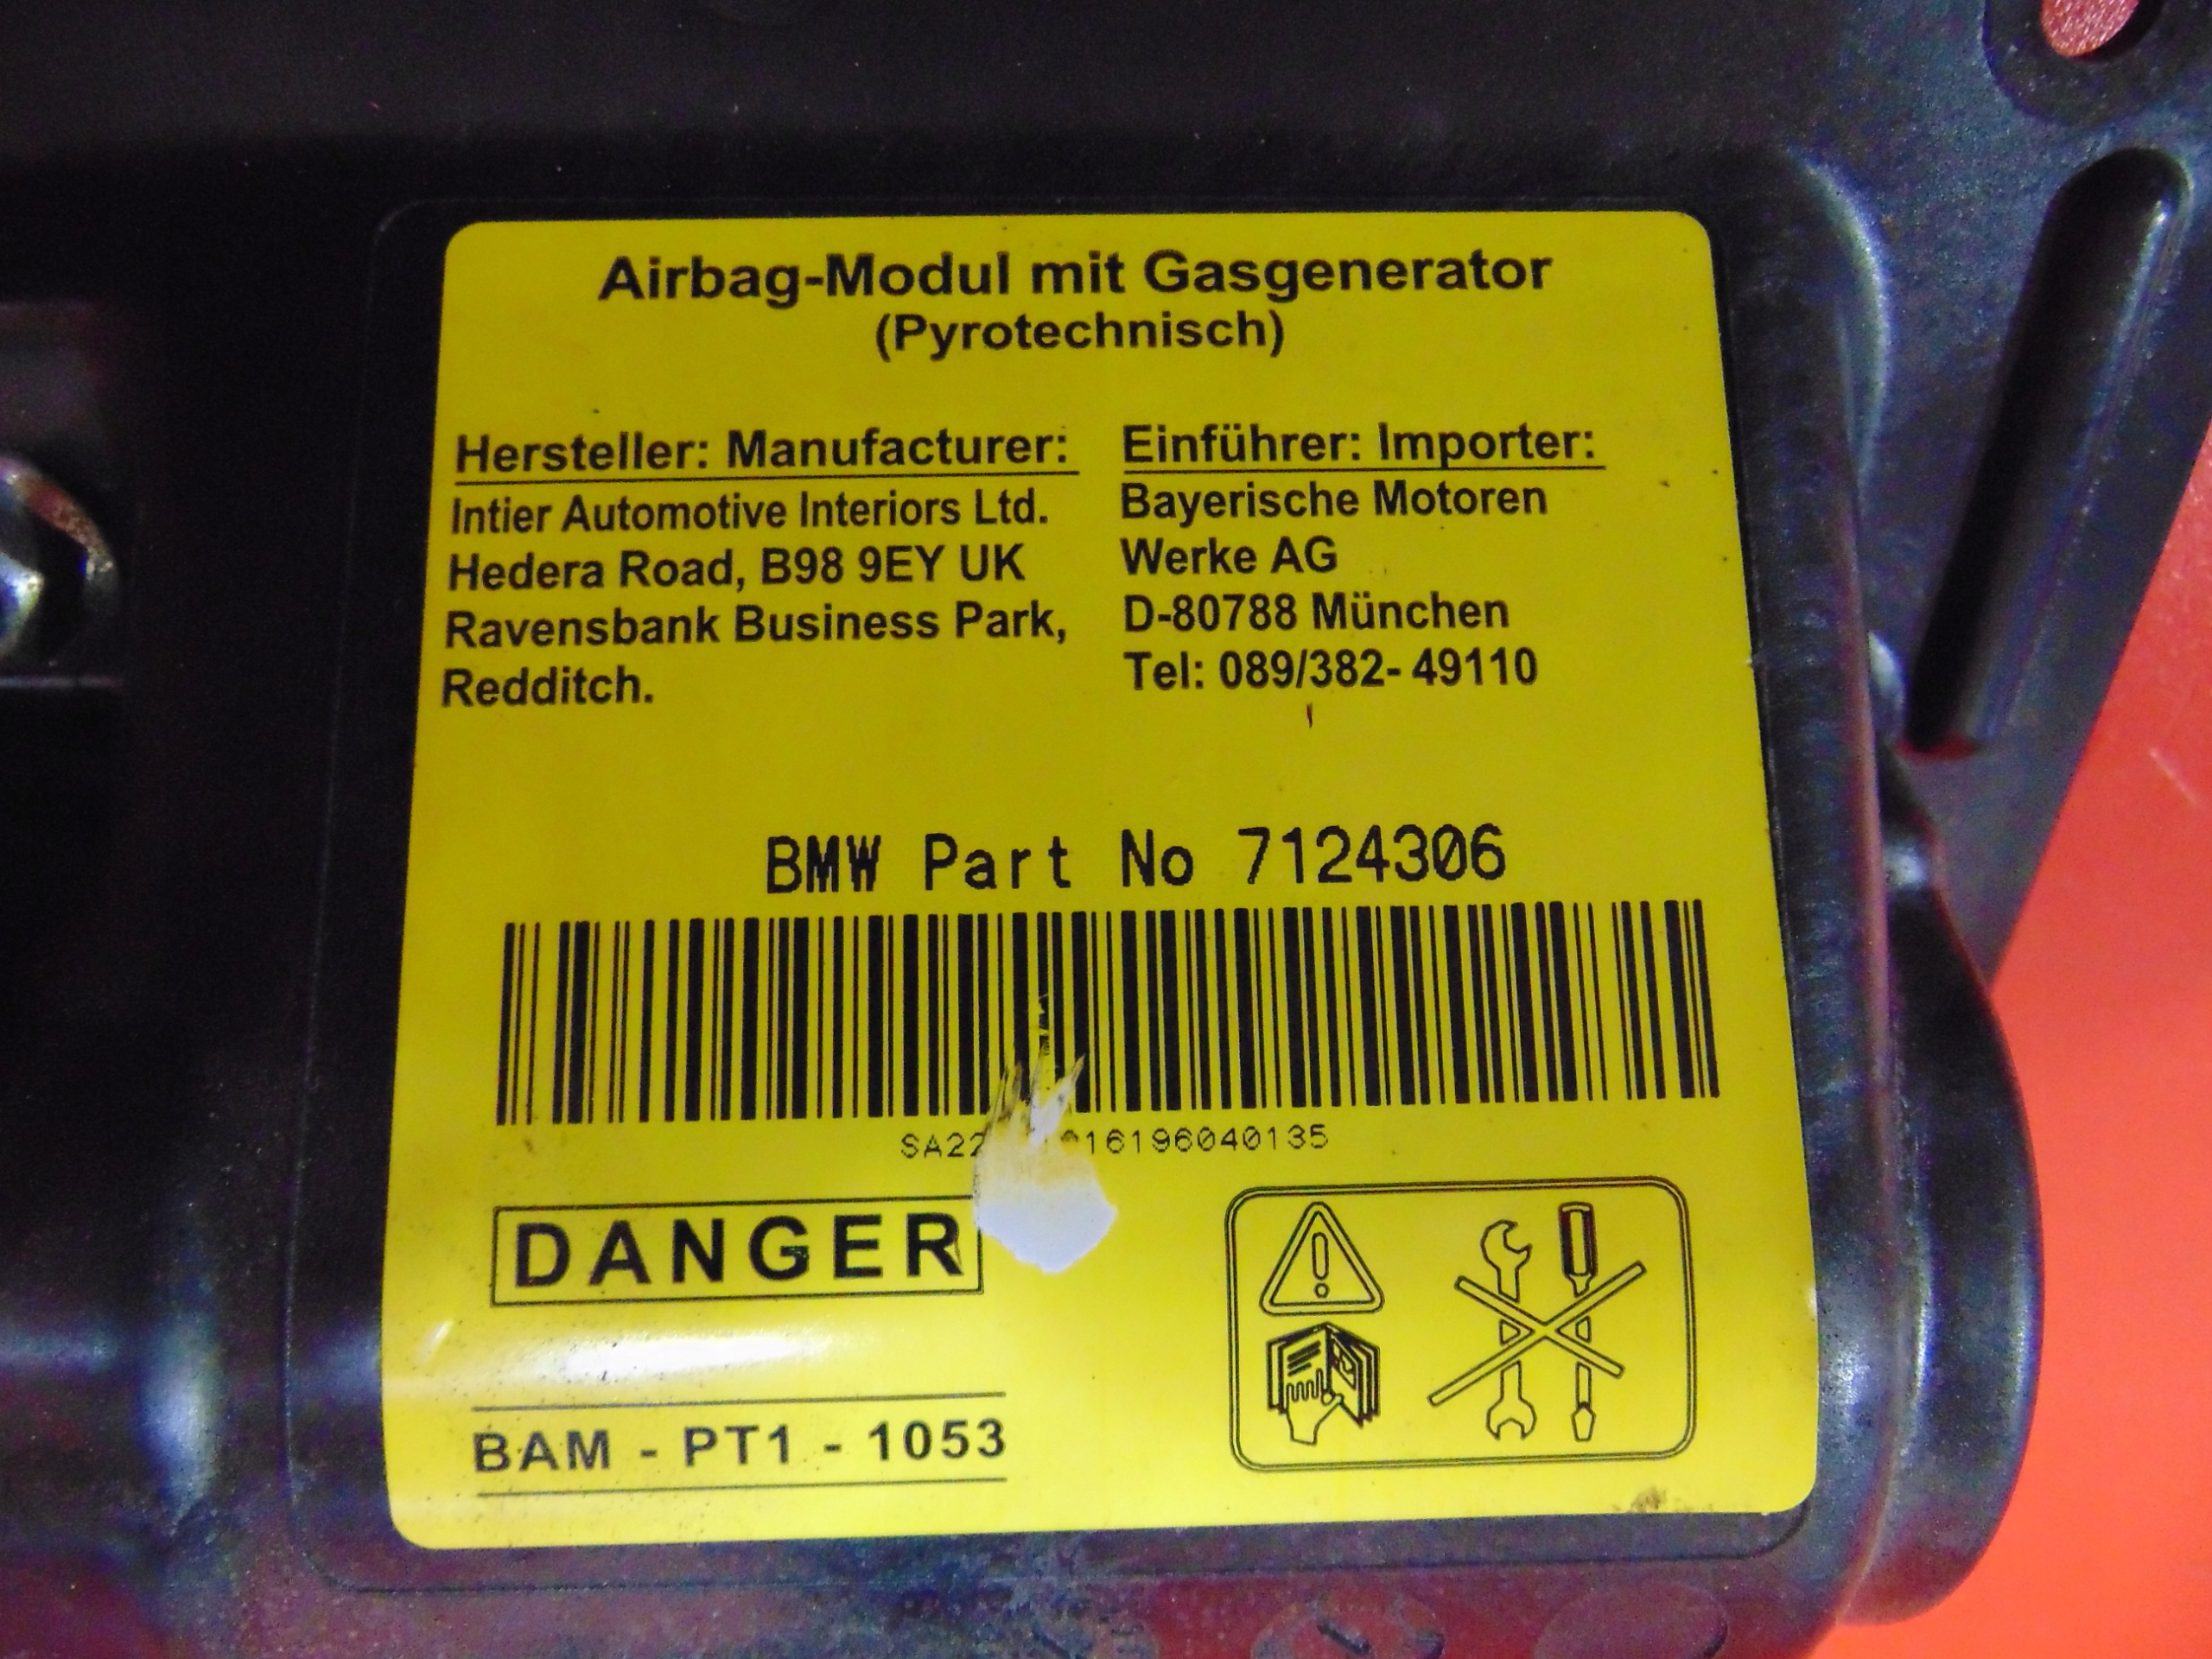 Airbag-Modul mit Gasgenerator
(Pyrotechnisch)
Hersteller: Manufacturer:
Intier Automotive Interiors Ltd.
Hedera Road, B98 9EY UK
Ravensbank Business Park,
Redditch.
Einführer: Importer:
Bayerische Motoren
Werke AG
D-80788 München
Tel: 089/382- 49110
BMW Part No 7124306
DANGER
BAM - PT1 - 1053